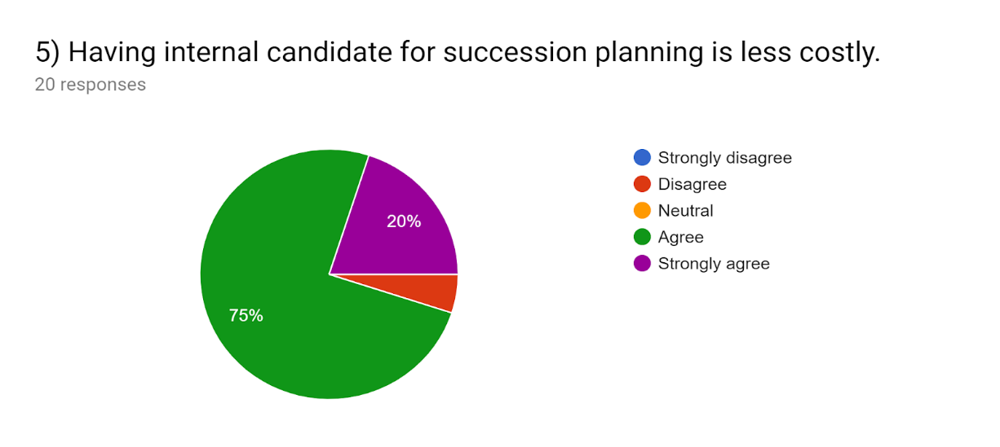 5) Having internal candidate for succession planning is less costly.
20 responses
Strongly disagree
Disagree
Neutral
Agree
Strongly agree
20%
75%